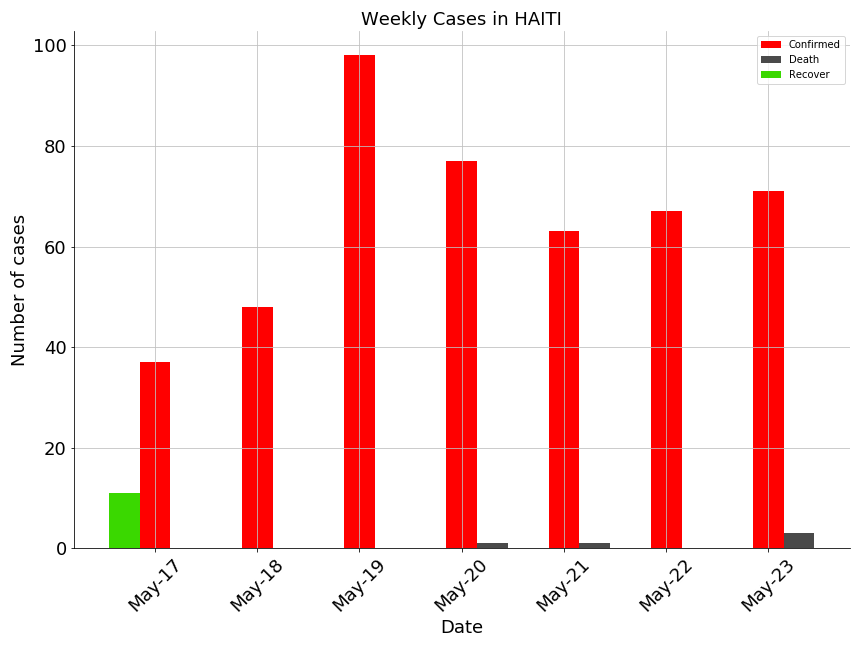 Weekly Cases in HAITI
Confirmed
Death
Recover
Number of cases
100
80
60
40
20
0
May-17
May-18
May-19
May-20
May-21
May-22
May-23
Date